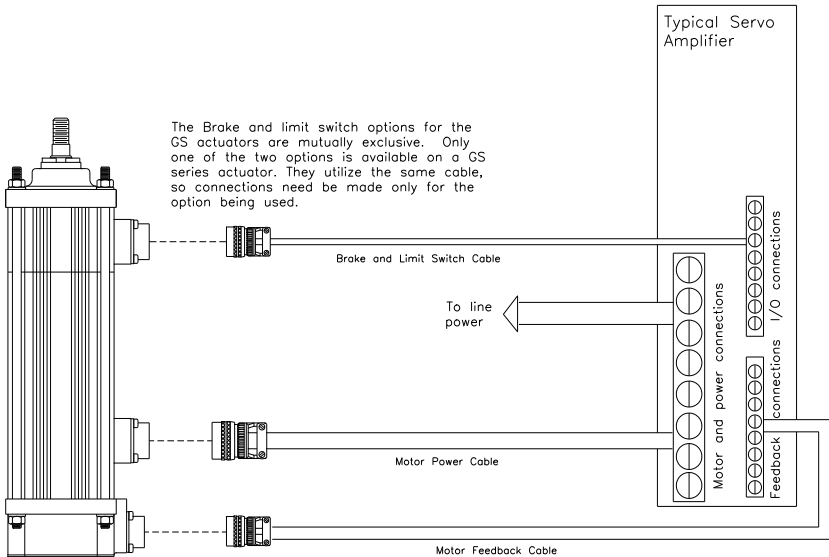 Typical Servo
Amplifier
The Brake and limit switch options for the
GS actuators are mutually exclusive. Only
one of the two options is available on a GS
series actuator. They utilize the same cable,
so connections need be made only for the
option being used.
Brake and Limit Switch Cable
I/O connections
To line
power
Motor and power connections
Feedback connections
Motor Power Cable
Motor Feedback Cable